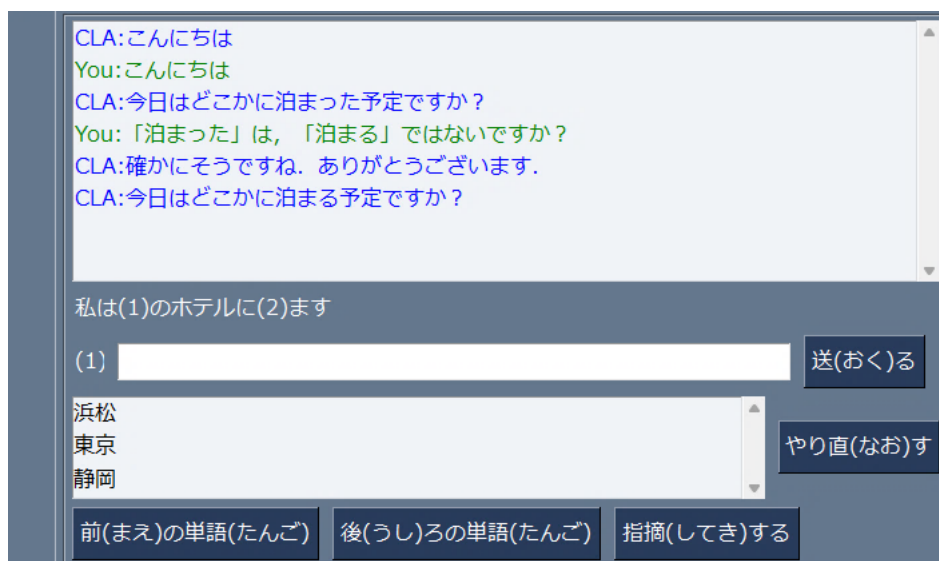 CLA:こんにちは
You:こんにちは
CLA:今日はどこかに泊まった予定ですか？
You:「泊まった」は，「泊まる」ではないですか？
CLA:確かにそうですね．ありがとうございます．
CLA:今日はどこかに泊まる予定ですか？
私は(1)のホテルに(2)ます
(1)
送(おく)る
浜松
東京
静岡
やり直(なお)す
前(まえ)の単語(たんご)
後(うし)ろの単語(たんご)
指摘(してき)する